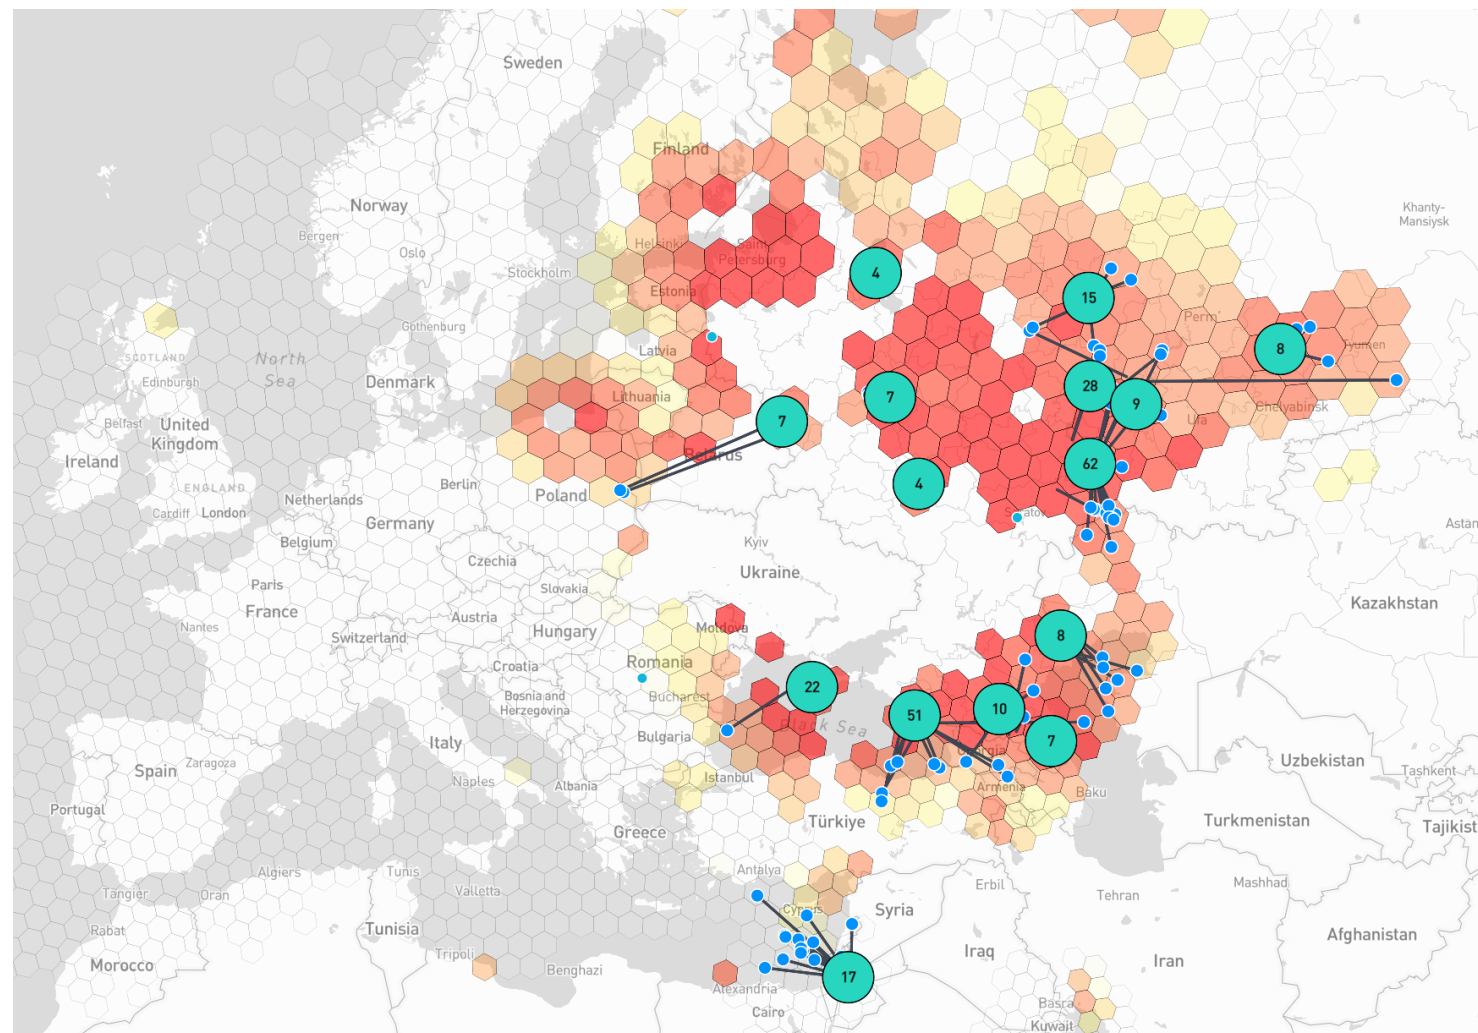 Sweden
Finland
Norway
Khanty-
Mansiysk
Bergen
Oslo
Helsinki
Saint
Petersburg
Stockholm
4
Estonia
15
Gothenburg
Perm'
SCOTLAND
North
Sea
Latvia
8
Tyumen
Edinburgh
Denmark
28
Lithuania
7
9
Chelyabinsk
Belfast
United
Kingdom
7
Ufa
Ireland
Belarus
62
ENGLAND
Netherlands
Berlin
Poland
4
Cardiff
London
Germany
Saratov
Astan
Belgium
Kyiv
Czechia
Ukraine
Paris
France
Slovakia
Kazakhstan
Nantes
Austria
Switzerland
Hungary
Moldova
8
Croatia
Romania
22
Bosnia and
Herzegovina
Bucharest
10
51
Black Sea
Italy
Bulgaria
7
Georgia
Spain
Zaragoza
Uzbekistan
Tashkent
Naples
Istanbul
Albania
Armenia
Baku
Portugal
Greece
Türkiye
Turkmenistan
Tajikist
Algiers
Tunis
Antalya
Tangier
Oran
Valletta
Erbil
Tehran
Mashhad
Cyprus
Syria
Rabat
Tunisia
Afghanistan
Iraq
Iran
Tripoli
Morocco
Benghazi
17
Alexandria
Basra
Cairo
Kuwait